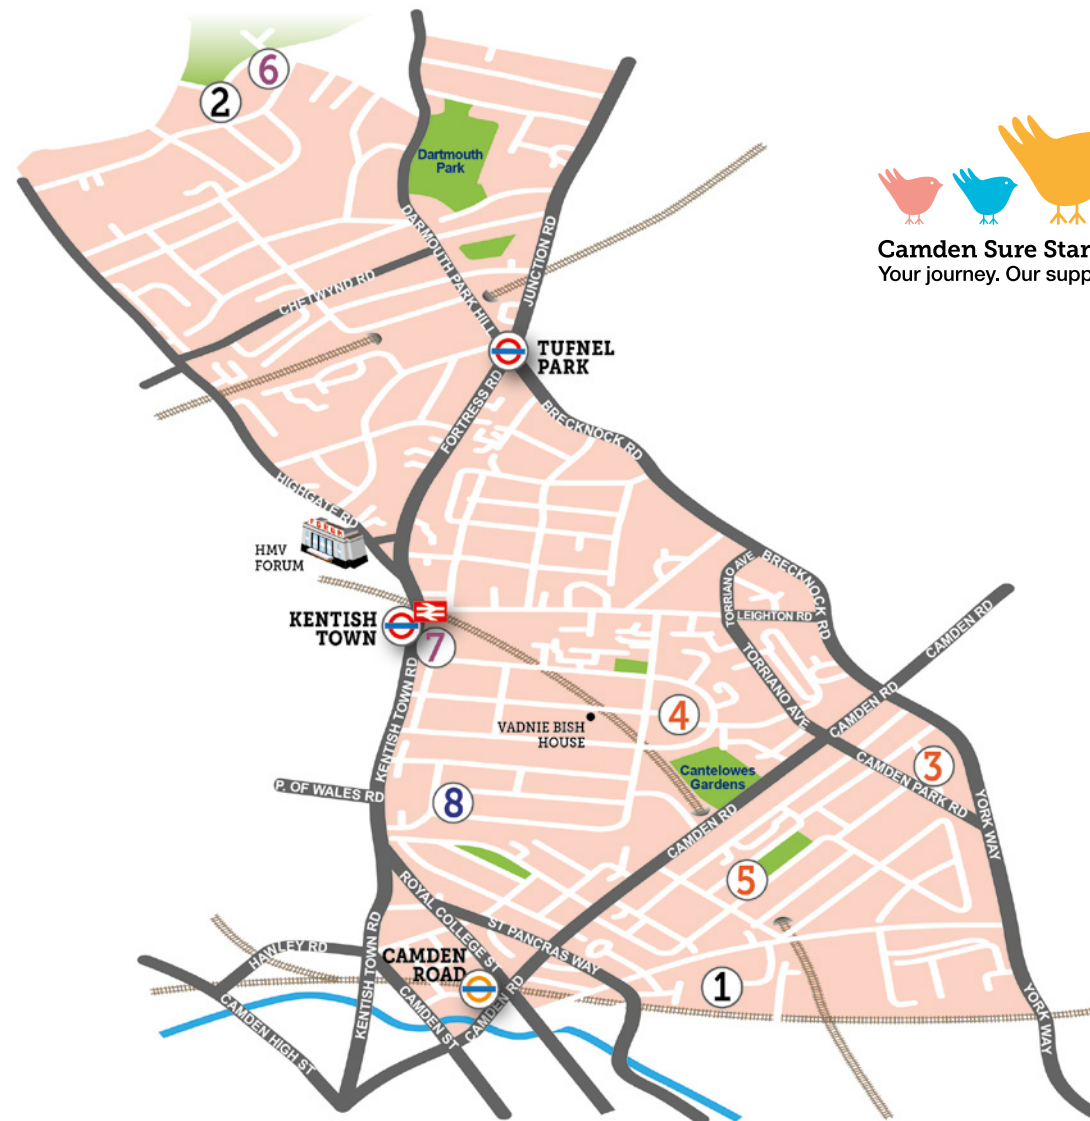 6
2
Dartmouth
Park
Camden Sure Star
Your journey. Our supp
DARMOUTH PARK HILL
JUNCTION RD
CHETWYND RD
TUFNEL
PARK
FORTRESS RD
BRECKNOCK RD
HIGHGATE RD
FORUM
HMV
FORUM
TORRIANO AVE
BRECKNOCK RD
LEIGHTON RD
CAMDEN RD
KENTISH
TOWN
7
TORRIANO AVE
CAMDEN RD
KENTISH TOWN RD
4
VADNIE BISH
HOUSE
3
Cantelowes
Gardens
CAMDEN PARK RD
P. OF WALES RD
8
YORK WAY
CAMDEN RD
5
ROYAL COLLEGE ST
ST PANCRAS WAY
HAWLEY RD
KENTISH TOWN RD
CAMDEN
ROAD
1
CAMDEN HIGH ST
CAMDEN ST
CAMDEN RD
YORK WAY